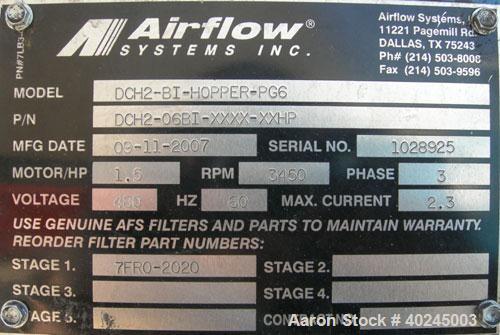 Airflow®
SYSTEMS INC.
Airflow Systems,
11221 Pagemill Rd
DALLAS, TX 75243
Ph# (214) 503-8008
Fax (214) 503-9596
MODEL DCH2-BI-HOPPER-PG6
P/N DCH2-06BI-XXXX-XXHP
MFG DATE 09-11-2007 SERIAL NO. 1028925
MOTOR/HP 1.5 RPM 3450 PHASE 3
VOLTAGE 480 HZ 60 MAX. CURRENT 2.3
USE GENUINE AFS FILTERS AND PARTS TO MAINTAIN WARRANTY.
REORDER FILTER PART NUMBERS:
STAGE 1. 7FR0-2020 STAGE 2.
STAGE 3. STAGE 4.
STAGE 5.
Aaron Stock # 40245003